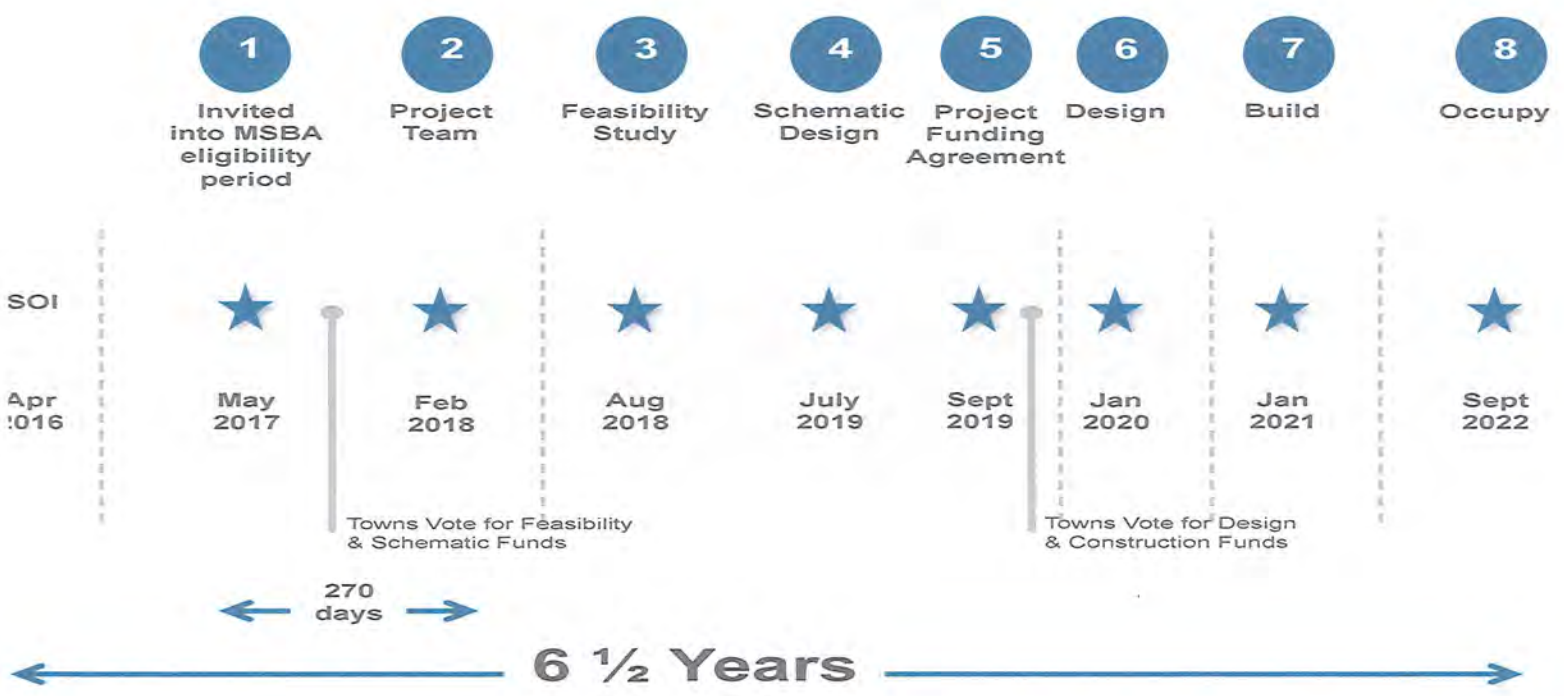 1
2
3
4
5
6
7
8
Invited
into MSBA
eligibility
period
Project
Team
Feasibility
Study
Schematic
Design
Project
Funding
Agreement
Design
Build
Occupy
SOI
Apr
016
May
2017
Feb
2018
Aug
2018
July
2019
Sept
2019
Jan
2020
Jan
2021
Sept
2022
Towns Vote for Feasibility
& Schematic Funds
Towns Vote for Design
& Construction Funds
270
days
6 ½ Years